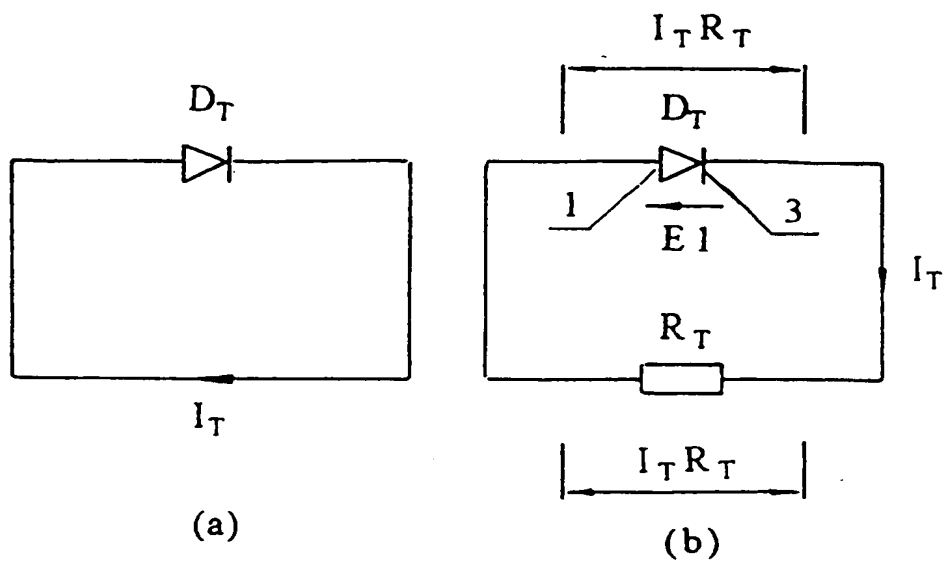 D_T
I_T
(a)
I_T R_T
D_T
1
3
E 1
I_T
R_T
I_T R_T
(b)